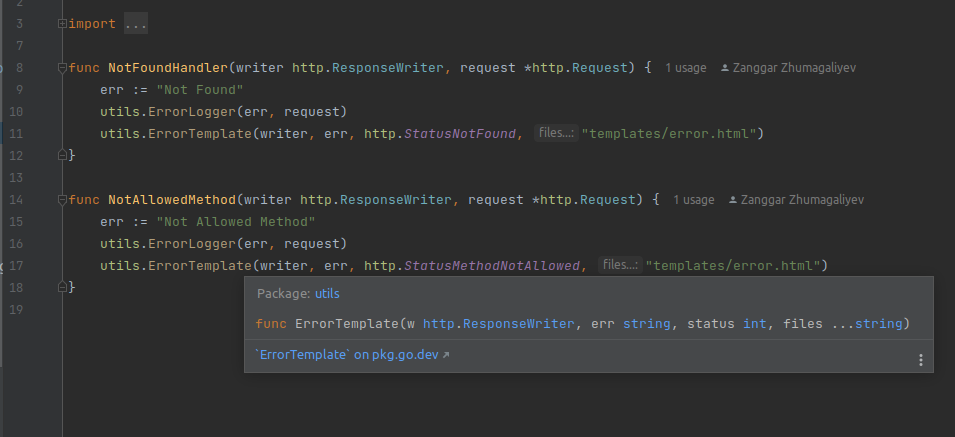 2
3 import ...
7
8 func NotFoundHandler(writer http.ResponseWriter, request *http.Request) { 1 usage Zanggar Zhumagaliyev
9 err := "Not Found"
10 utils.ErrorLogger(err, request)
11 utils.ErrorTemplate(writer, err, http.StatusNotFound, files...: "templates/error.html")
12 }
13
14 func NotAllowedMethod(writer http.ResponseWriter, request *http.Request) { 1 usage Zanggar Zhumagaliyev
15 err := "Not Allowed Method"
16 utils.ErrorLogger(err, request)
17 utils.ErrorTemplate(writer, err, http.StatusMethodNotAllowed, files...: "templates/error.html")
18 }
19
Package: utils
func ErrorTemplate(w http.ResponseWriter, err string, status int, files ...string)
`ErrorTemplate` on pkg.go.dev ↗